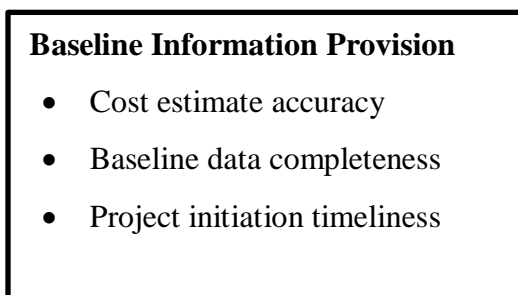 Baseline Information Provision
• Cost estimate accuracy
• Baseline data completeness
• Project initiation timeliness